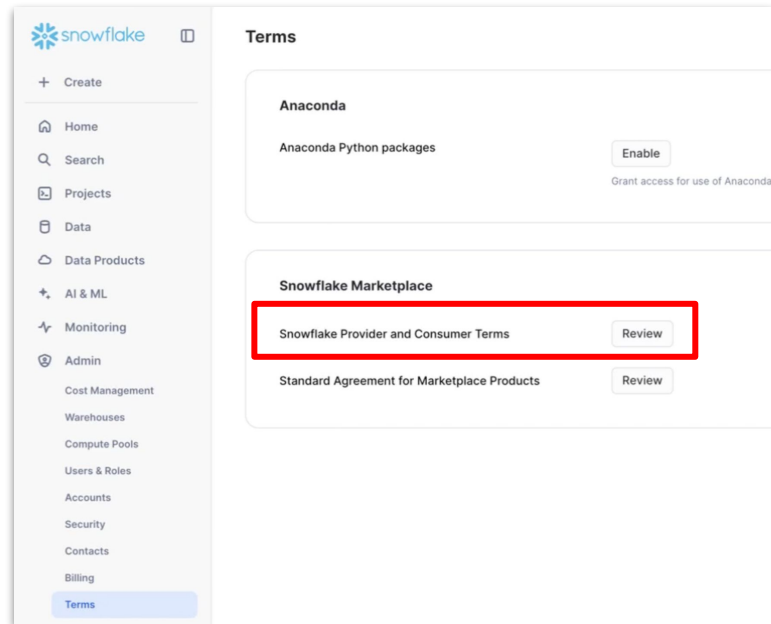 snowflake
Create
Home
Search
Projects
Data
Data Products
AI & ML
Monitoring
Admin
Cost Management
Warehouses
Compute Pools
Users & Roles
Accounts
Security
Contacts
Billing
Terms
Terms
Anaconda
Anaconda Python packages
Enable
Grant access for use of Anaconda
Snowflake Marketplace
Snowflake Provider and Consumer Terms
Review
Standard Agreement for Marketplace Products
Review